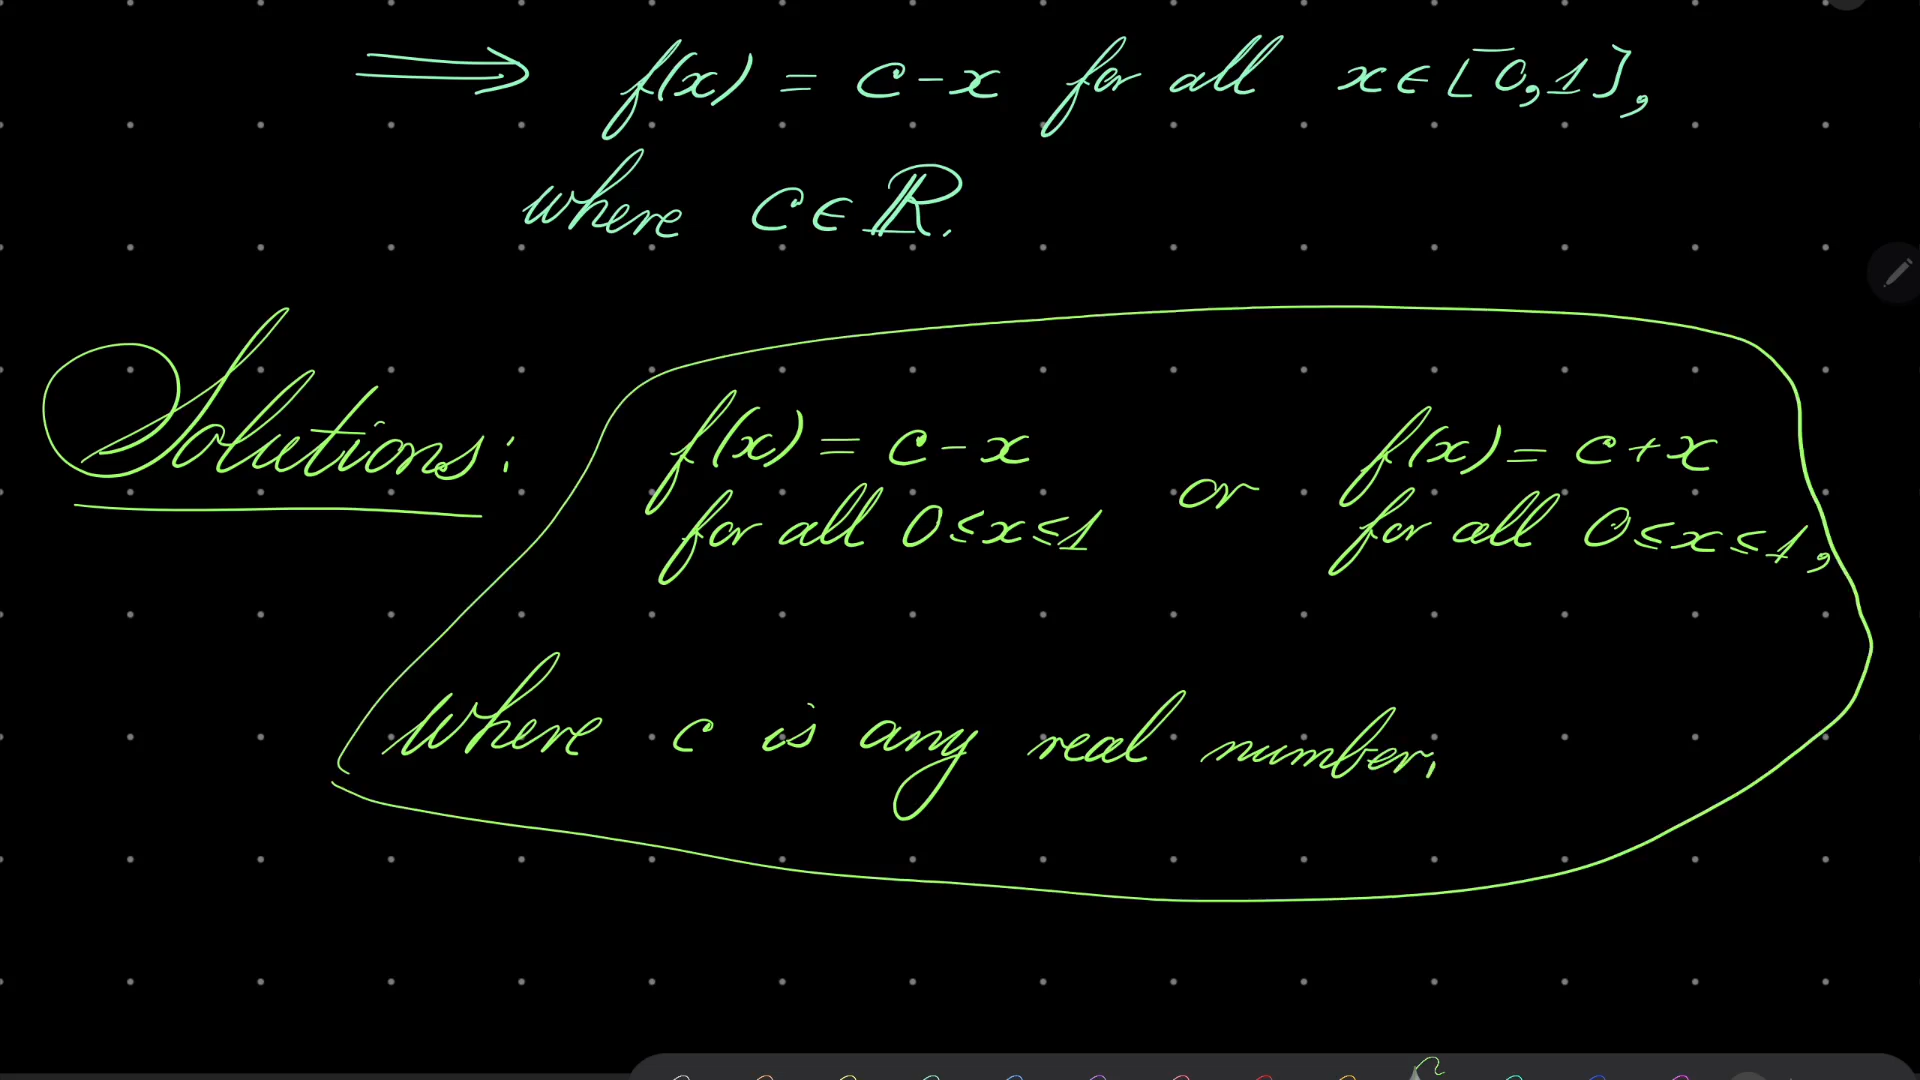 ⟹ f(x) = c - x for all x ∈ [0,1],
where c ∈ ℝ.
Solutions:
f(x) = c - x or f(x) = c + x
for all 0 ≤ x ≤ 1 for all 0 ≤ x ≤ 1,
where c is any real number.